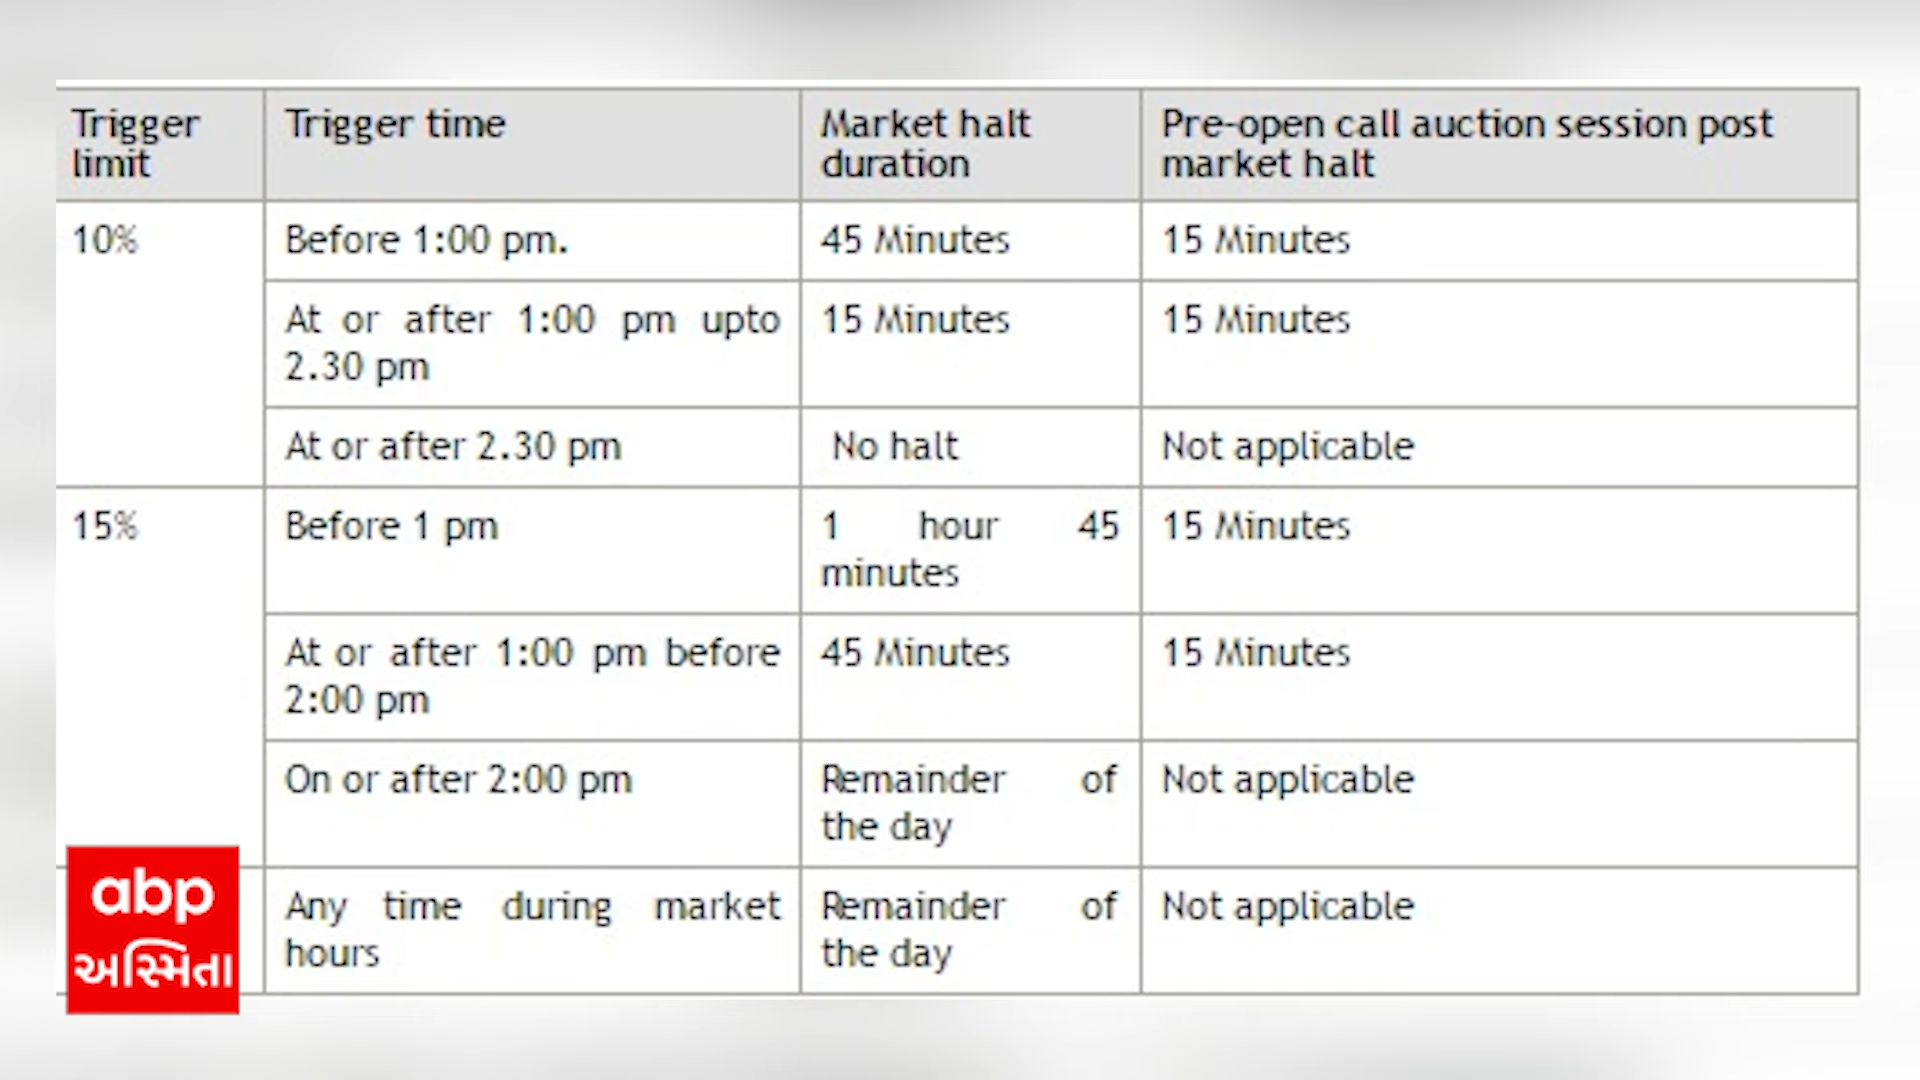 Trigger limit
Trigger time
Market halt duration
Pre-open call auction session post market halt
10%
Before 1:00 pm.
45 Minutes
15 Minutes
At or after 1:00 pm upto 2.30 pm
15 Minutes
15 Minutes
At or after 2.30 pm
No halt
Not applicable
15%
Before 1 pm
1 hour 45 minutes
15 Minutes
At or after 1:00 pm before 2:00 pm
45 Minutes
15 Minutes
On or after 2:00 pm
Remainder of the day
Not applicable
Any time during market hours
Remainder of the day
Not applicable
abp
અસ્મિતા